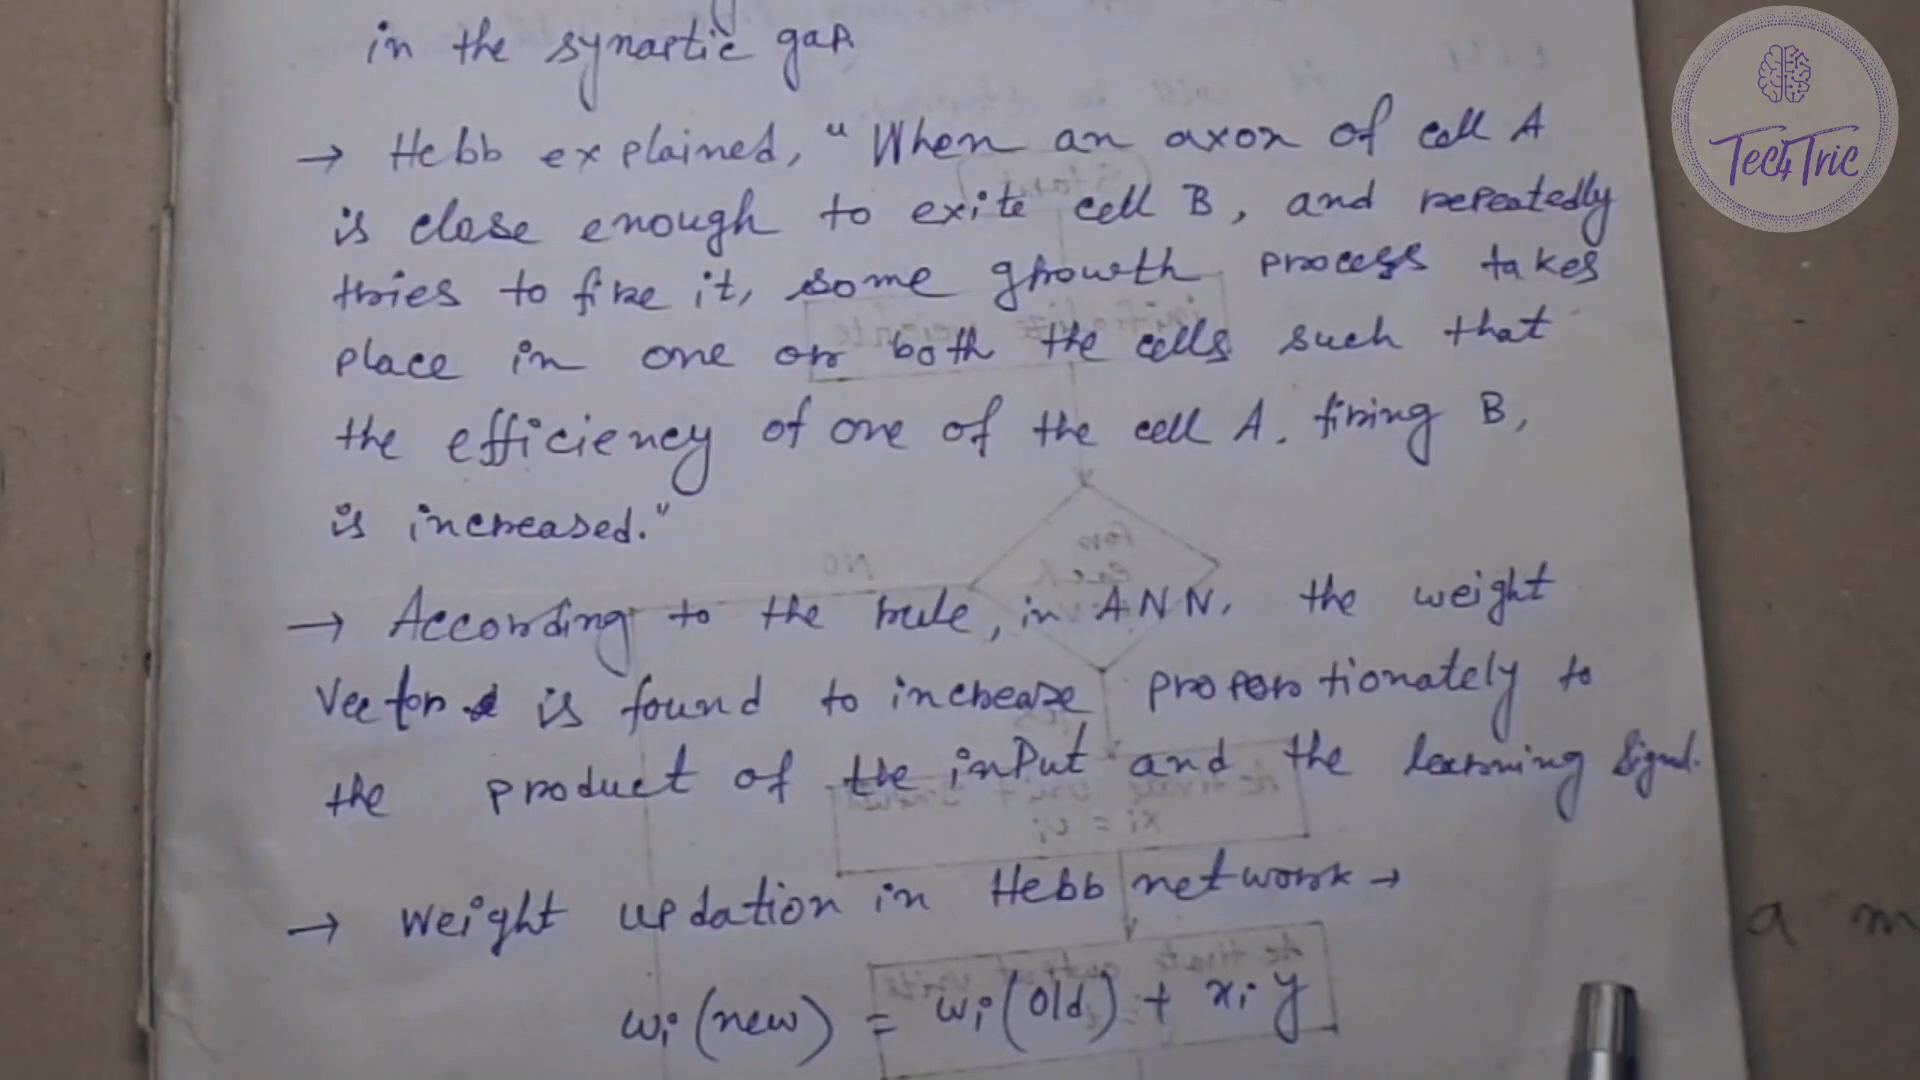 in the synaptic gap
→ Hebb explained, "When an axon of cell A
is close enough to exite cell B, and repeatedly
tries to fire it, some growth process takes
place in one or both the cells such that
the efficiency of one of the cell A. firing B,
is increased."
→ According to the rule, in ANN, the weight
vector is found to increase proportionately to
the product of the input and the learning signal.
→ weight updation in Hebb network →
wi (new) = wi (old) + xi y
a m
TecTric